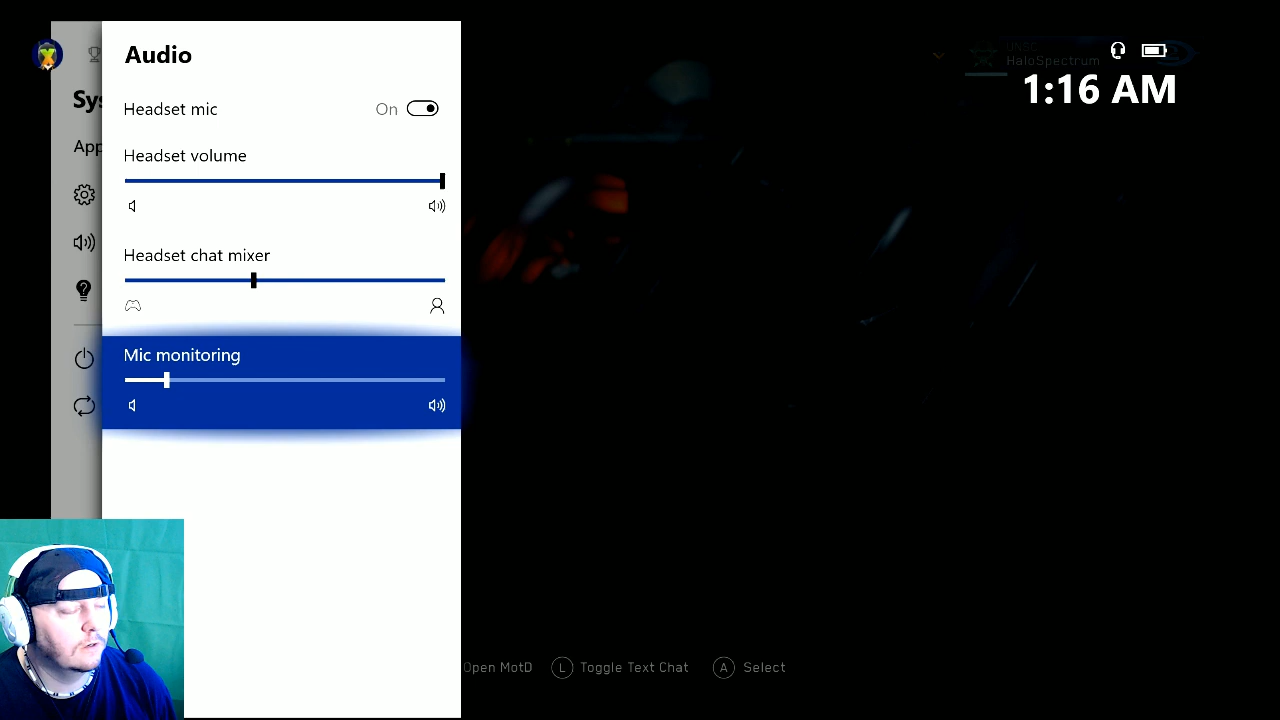 Audio
Sys
App
Headset mic
On
Headset volume
Headset chat mixer
Mic monitoring
UNSC
HaloSpectrum
1:16 AM
Open MotD
L Toggle Text Chat
A Select